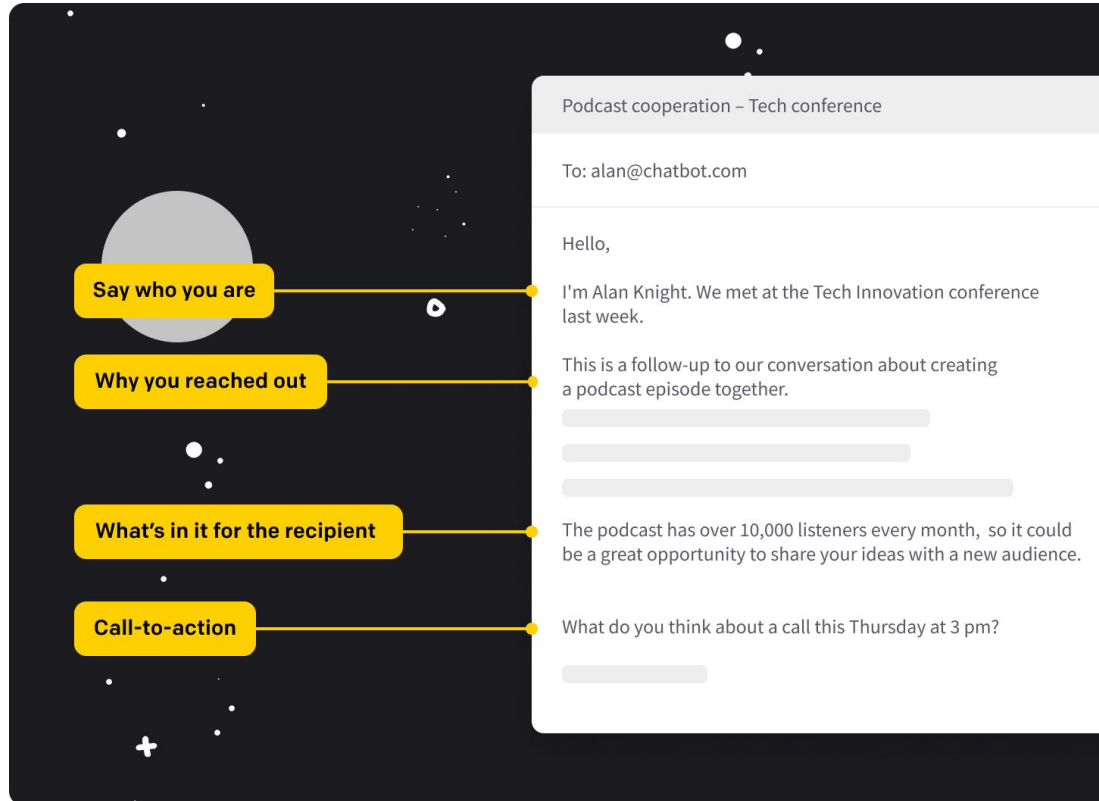 Podcast cooperation – Tech conference
To: alan@chatbot.com
Hello,
Say who you are
I'm Alan Knight. We met at the Tech Innovation conference
last week.
Why you reached out
This is a follow-up to our conversation about creating
a podcast episode together.
What's in it for the recipient
The podcast has over 10,000 listeners every month,  so it could
be a great opportunity to share your ideas with a new audience.
Call-to-action
What do you think about a call this Thursday at 3 pm?